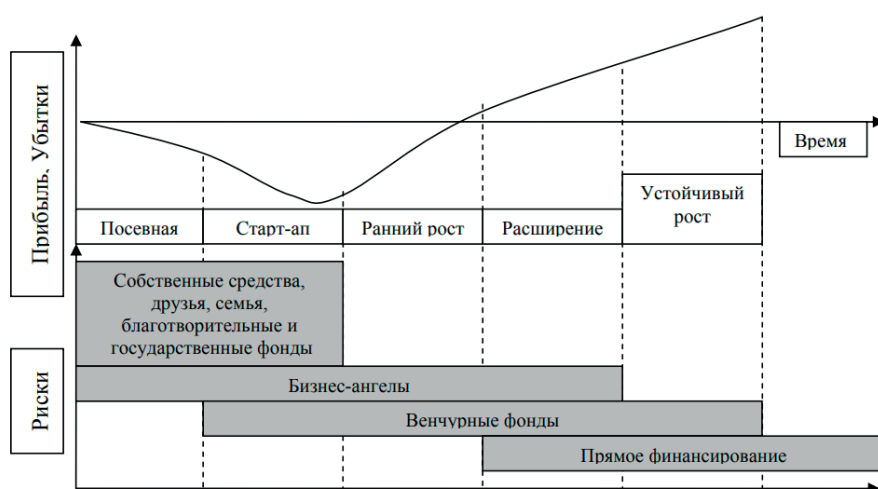 Прибыль, Убытки
Время
Посевная
Старт-ап
Ранний рост
Расширение
Устойчивый
рост
Риски
Собственные средства,
друзья, семья,
благотворительные и
государственные фонды
Бизнес-ангелы
Венчурные фонды
Прямое финансирование